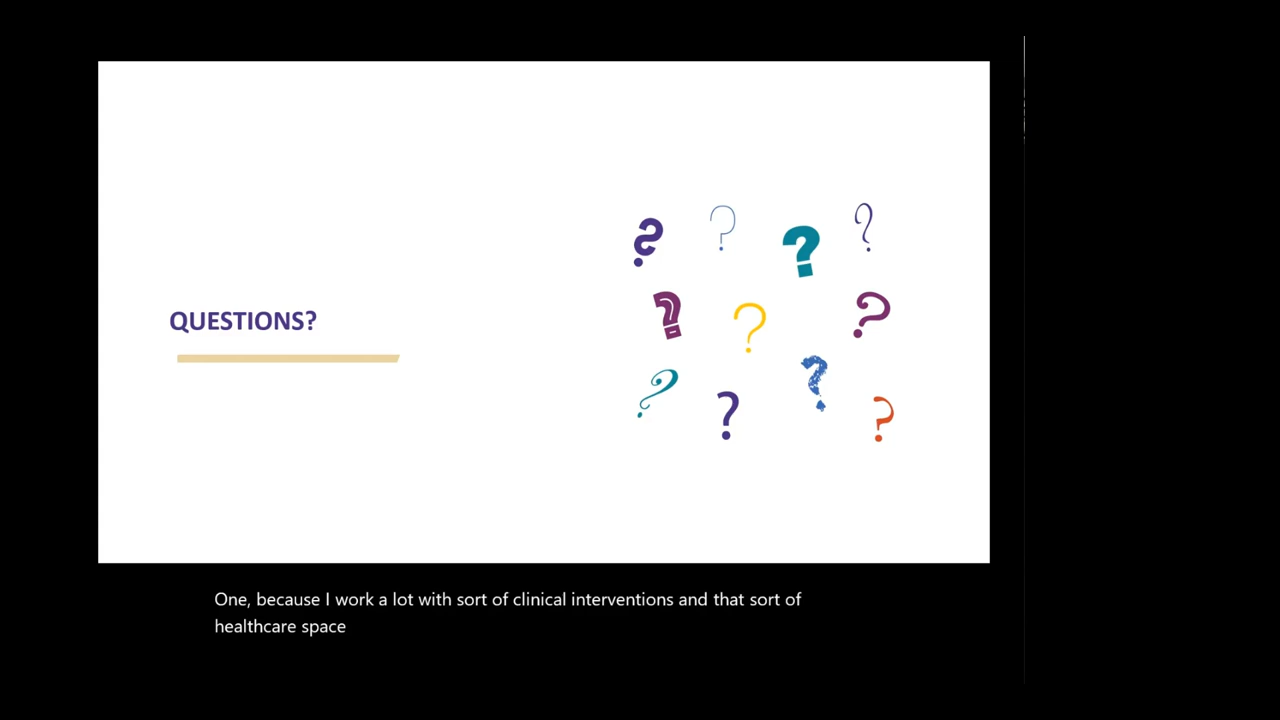 QUESTIONS?
? ? ? ?
? ? ?
? ? ? ?
One, because I work a lot with sort of clinical interventions and that sort of
healthcare space